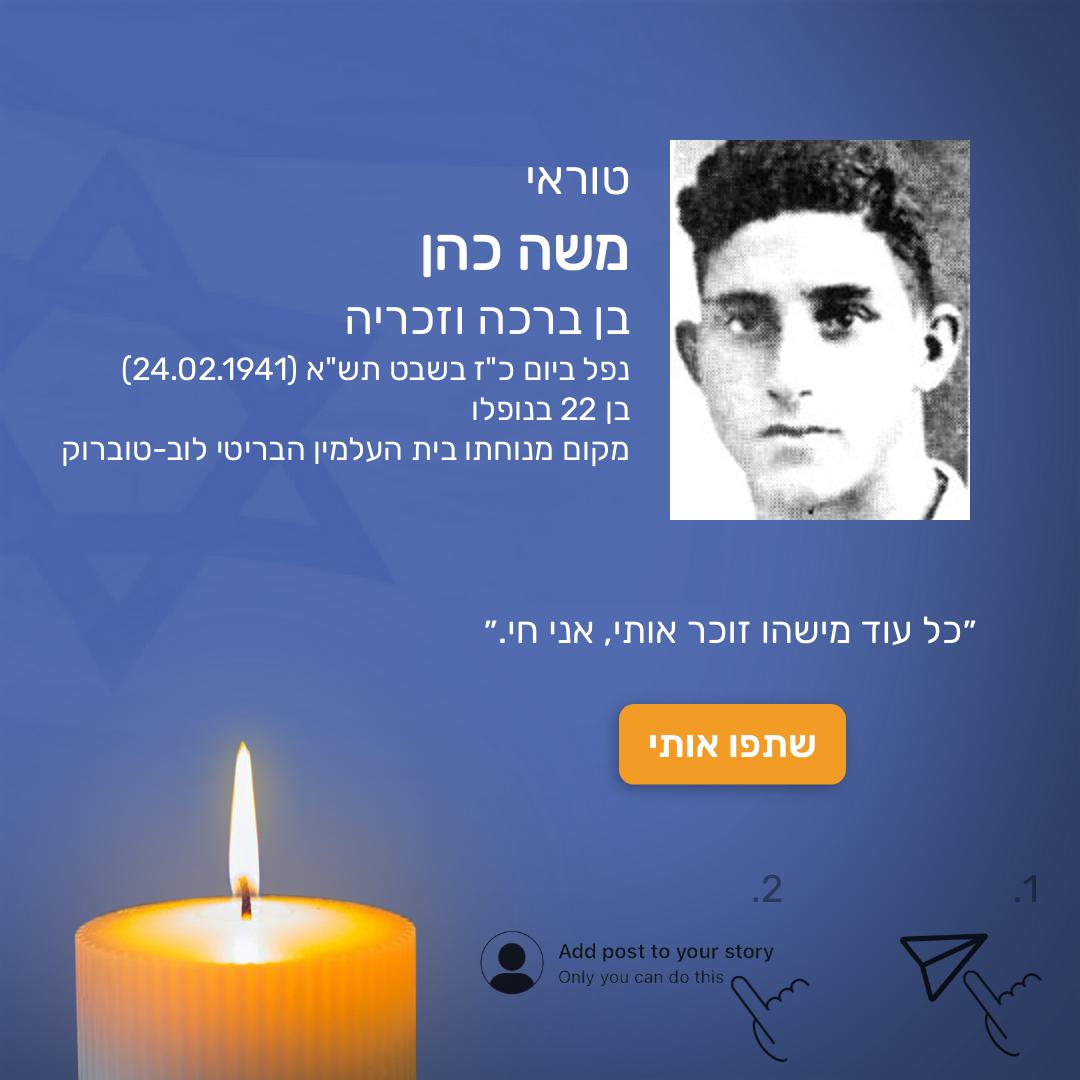 טוראי
משה כהן
בן ברכה וזכריה
נפל ביום כ"ז בשבט תש"א (24.02.1941)
בן 22 בנופלו
מקום מנוחתו בית העלמין הבריטי לוב-טוברוק
״כל עוד מישהו זוכר אותי, אני חי.״
שתפו אותי
1.
2.
Add post to your story
Only you can do this